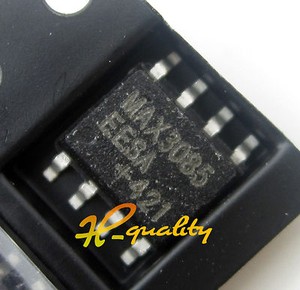 MAX3085
EESA
+421
H-quality